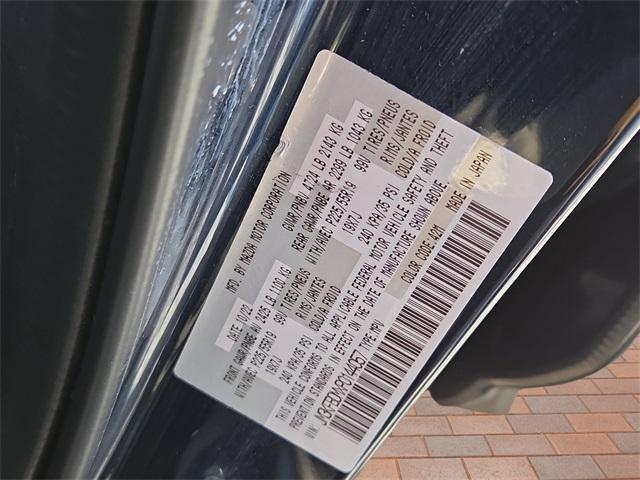 MFD. BY MAZDA MOTOR CORPORATION
DATE 10/22 GVWR/PNBV 4724 LB 2143 KG
FRONT GAWR/PNBE AV 2425 LB 1100 KG REAR GAWR/PNBE AR 2299 LB 1043 KG
WITH/AVEC P225/55R19 99V TIRES/PNEUS WITH/AVEC P225/55R19 99V TIRES/PNEUS
19X7J RIMS/JANTES 19X7J RIMS/JANTES
240 KPA/35 PSI COLD/A FROID 240 KPA/35 PSI COLD/A FROID
THIS VEHICLE CONFORMS TO ALL APPLICABLE FEDERAL MOTOR VEHICLE SAFETY AND THEFT
PREVENTION STANDARDS IN EFFECT ON THE DATE OF MANUFACTURE SHOWN ABOVE.
VIN: TYPE: MPV COLOR CODE: MADE IN JAPAN